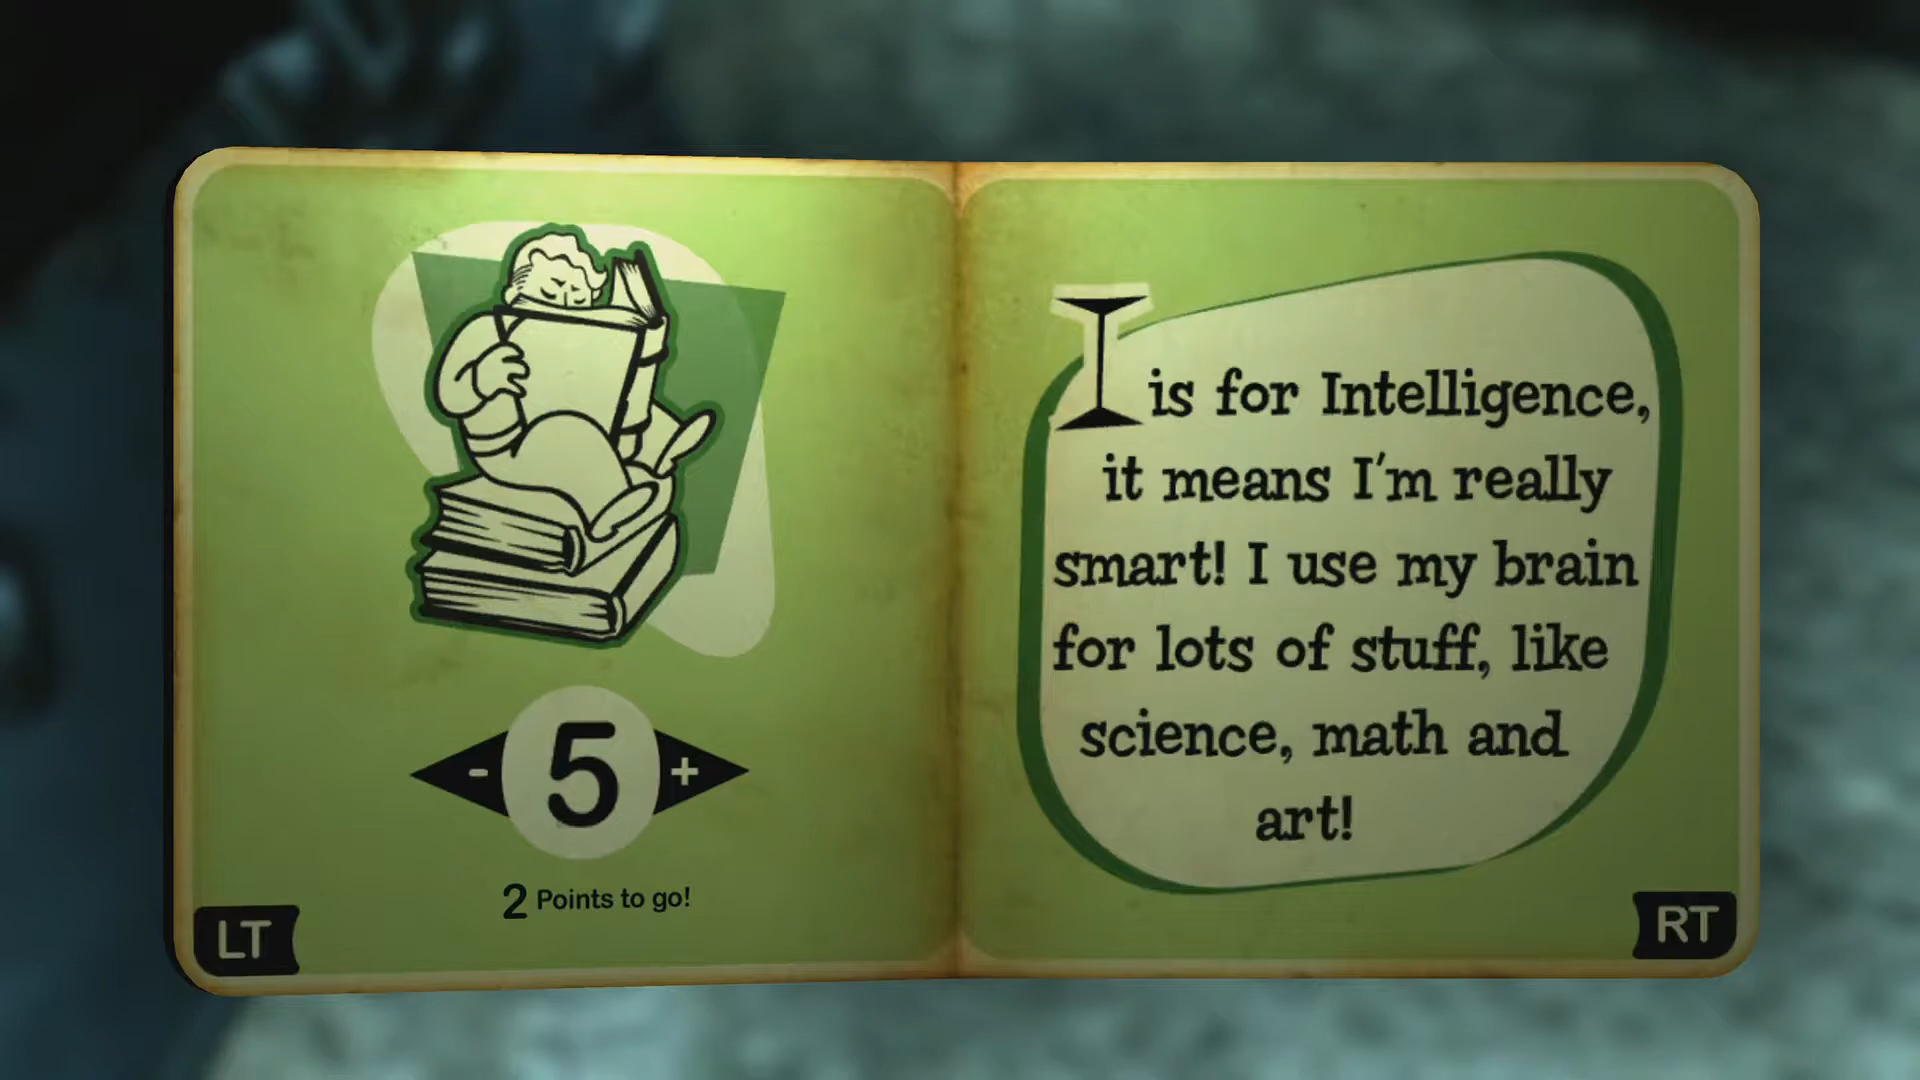 I is for Intelligence,
it means I'm really
smart! I use my brain
for lots of stuff, like
science, math and
art!
- 5 +
2 Points to go!
LT
RT